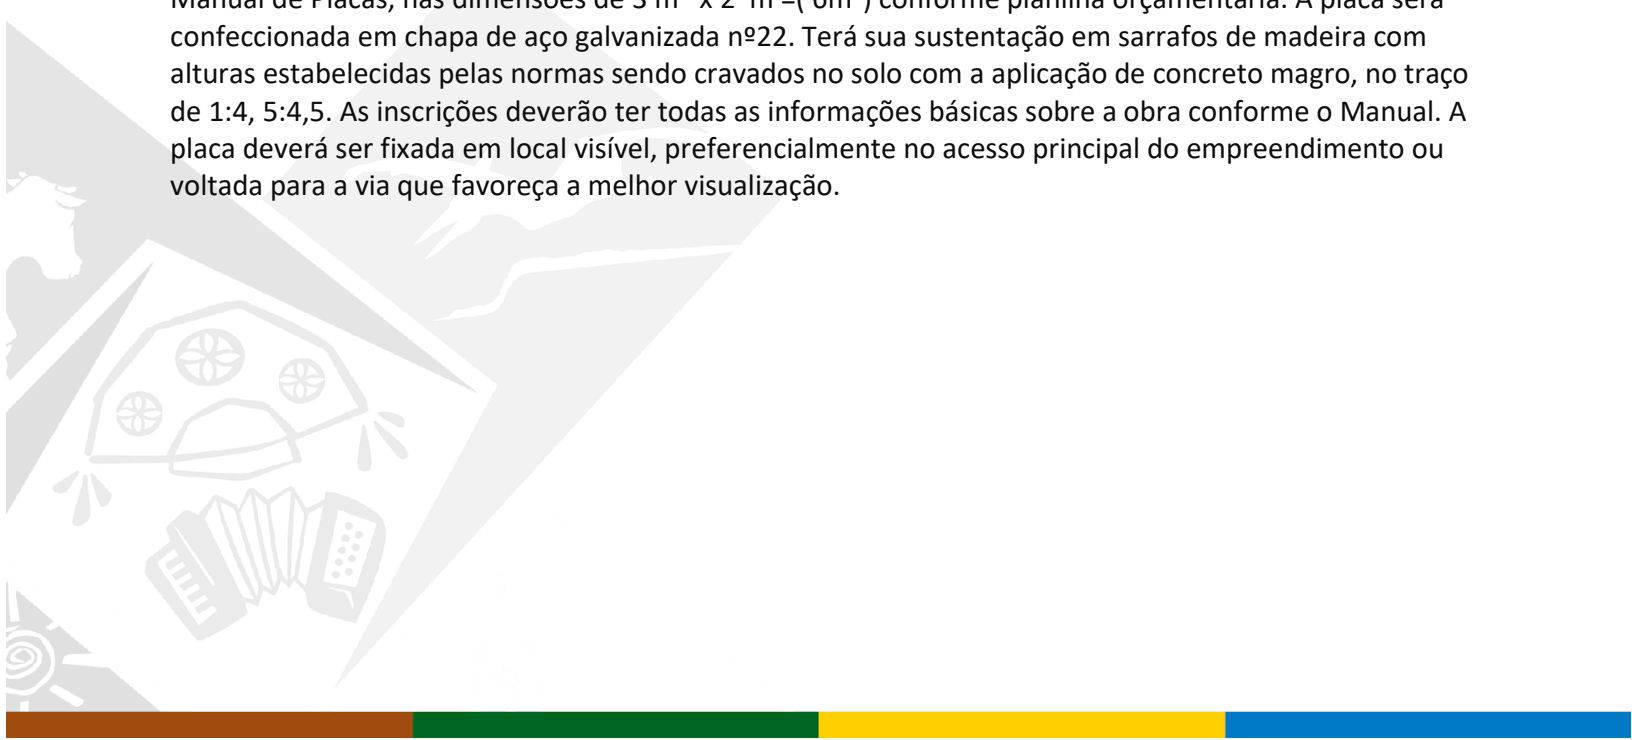 Manual de Placas, nas dimensões de 3 m x 2 m =( 6m²) conforme planilha orçamentária. A placa será
confeccionada em chapa de aço galvanizada nº22. Terá sua sustentação em sarrafos de madeira com
alturas estabelecidas pelas normas sendo cravados no solo com a aplicação de concreto magro, no traço
de 1:4, 5:4,5. As inscrições deverão ter todas as informações básicas sobre a obra conforme o Manual. A
placa deverá ser fixada em local visível, preferencialmente no acesso principal do empreendimento ou
voltada para a via que favoreça a melhor visualização.